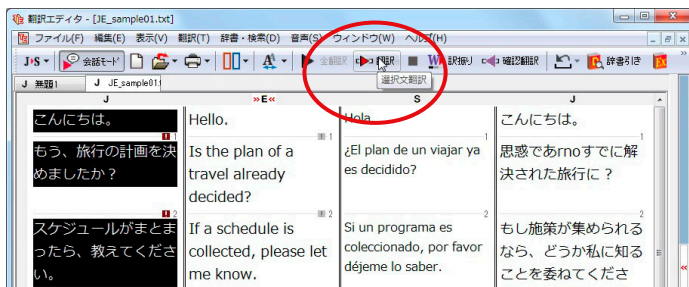 翻訳エディタ - [JE_sample01.txt]
ファイル(F) 編集(E) 表示(V) 翻訳(T) 辞書・検索(D) 音声(S) ウィンドウ(W) ヘルプ(H)
J▸S 会話ﾓｰﾄﾞ 全翻訳 翻訳 訳振り 確認翻訳 辞書引き
選択文翻訳
J 無題1 J JE_sample01
J »E« S J
こんにちは。 Hello. Hola. こんにちは。
1 1 1 1
もう、旅行の計画を決 Is the plan of a ¿El plan de un viajar ya 思惑であrnoすでに解
めましたか？ travel already es decidido? 決された旅行に？
decided?
2 2 2 2
スケジュールがまとま If a schedule is Si un programa es もし施策が集められる
ったら、教えてくださ collected, please let coleccionado, por favor なら、どうか私に知る
い。 me know. déjeme lo saber. ことを委ねてくださ